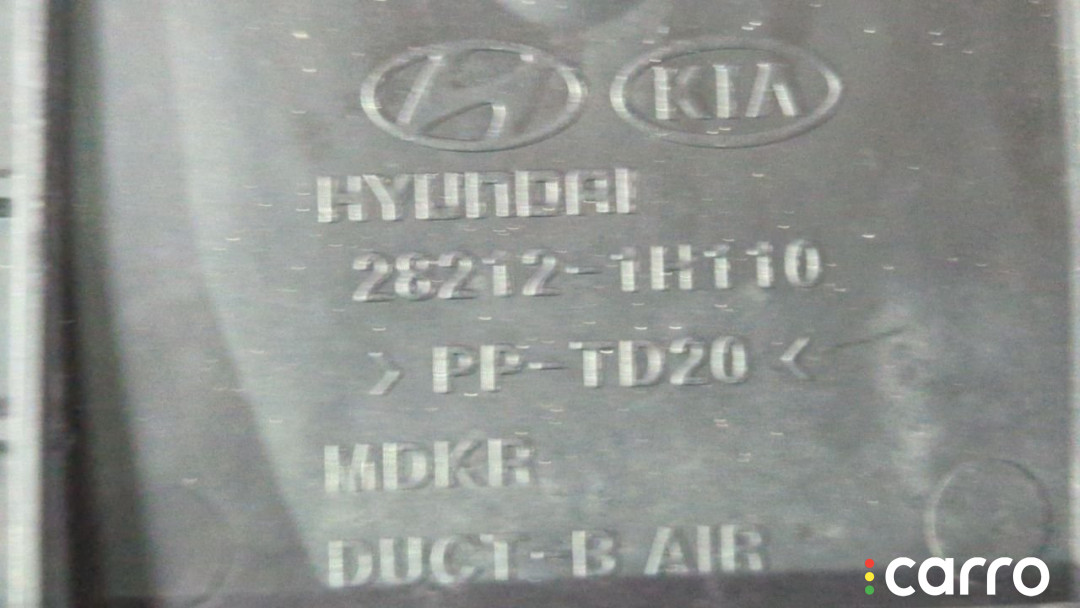 KIA
HYUNDAI
28212-1H110
>PP-TD20<
MDKR
DUCT-B AIR
carro